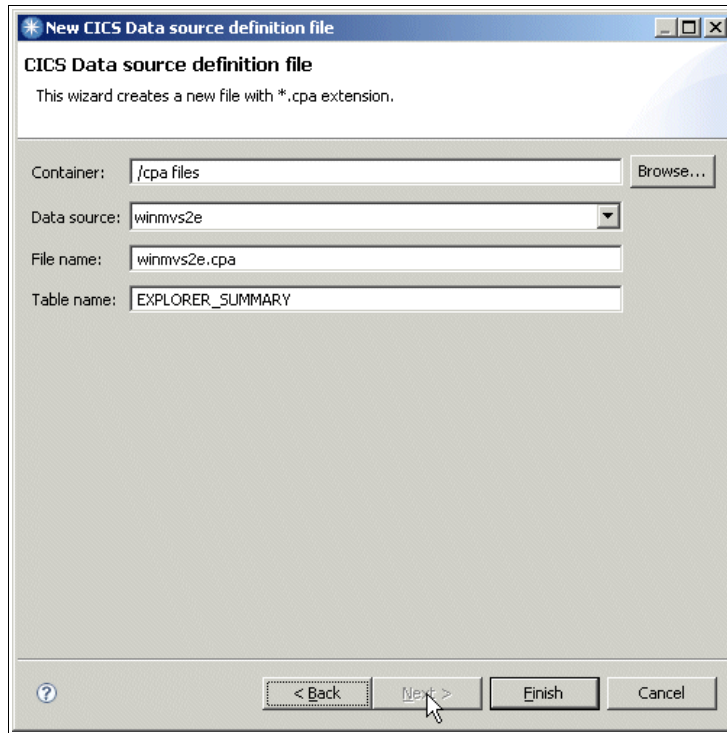 New CICS Data source definition file
CICS Data source definition file
This wizard creates a new file with *.cpa extension.
Container: /cpa files Browse...
Data source: winmvs2e
File name: winmvs2e.cpa
Table name: EXPLORER_SUMMARY
? < Back Next > Finish Cancel